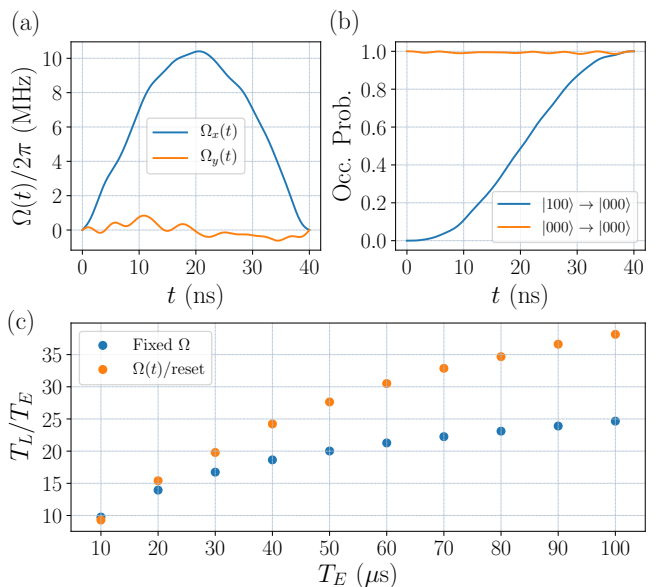 (a)
Ω(t)/2π (MHz)
10
8
6
4
2
0
Ωx(t)
Ωy(t)
0 10 20 30 40
t (ns)
(b)
Occ. Prob.
1.0
0.8
0.6
0.4
0.2
0.0
|100⟩ → |000⟩
|000⟩ → |000⟩
0 10 20 30 40
t (ns)
(c)
T_L/T_E
35
30
25
20
15
10
Fixed Ω
Ω(t)/reset
10 20 30 40 50 60 70 80 90 100
T_E (μs)